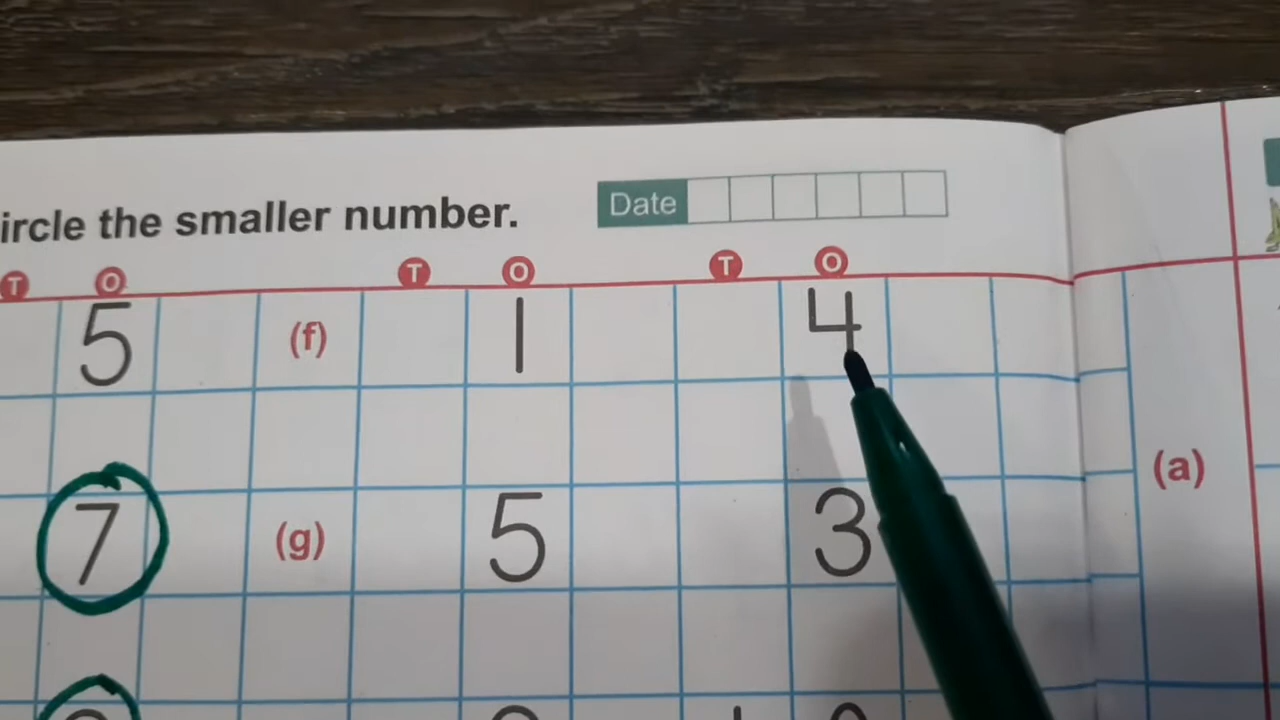 ircle the smaller number. Date
T O T O T O
5 (f) 1 4
(a)
7 (g) 5 3